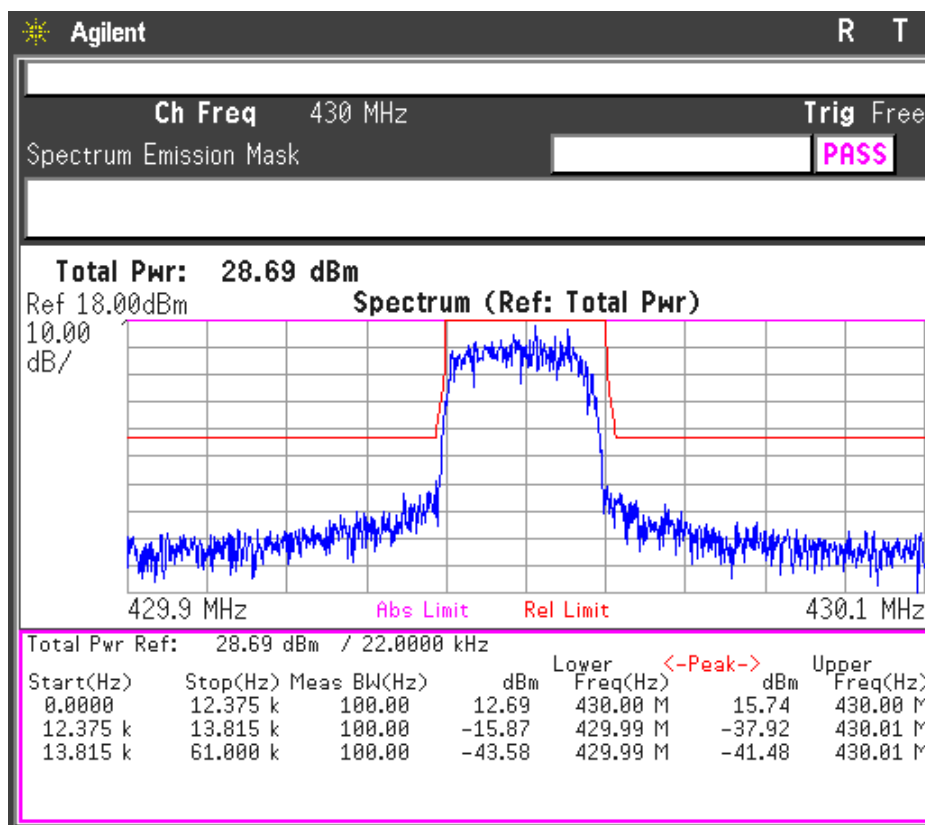 Agilent R T
Ch Freq 430 MHz Trig Free
Spectrum Emission Mask PASS
Total Pwr: 28.69 dBm
Ref 18.00dBm Spectrum (Ref: Total Pwr)
10.00
dB/
429.9 MHz Abs Limit Rel Limit 430.1 MHz
Total Pwr Ref: 28.69 dBm / 22.0000 kHz
Lower <-Peak-> Upper
Start(Hz) Stop(Hz) Meas BW(Hz) dBm Freq(Hz) dBm Freq(Hz)
0.0000 12.375 k 100.00 12.69 430.00 M 15.74 430.00 M
12.375 k 13.815 k 100.00 -15.87 429.99 M -37.92 430.01 M
13.815 k 61.000 k 100.00 -43.58 429.99 M -41.48 430.01 M